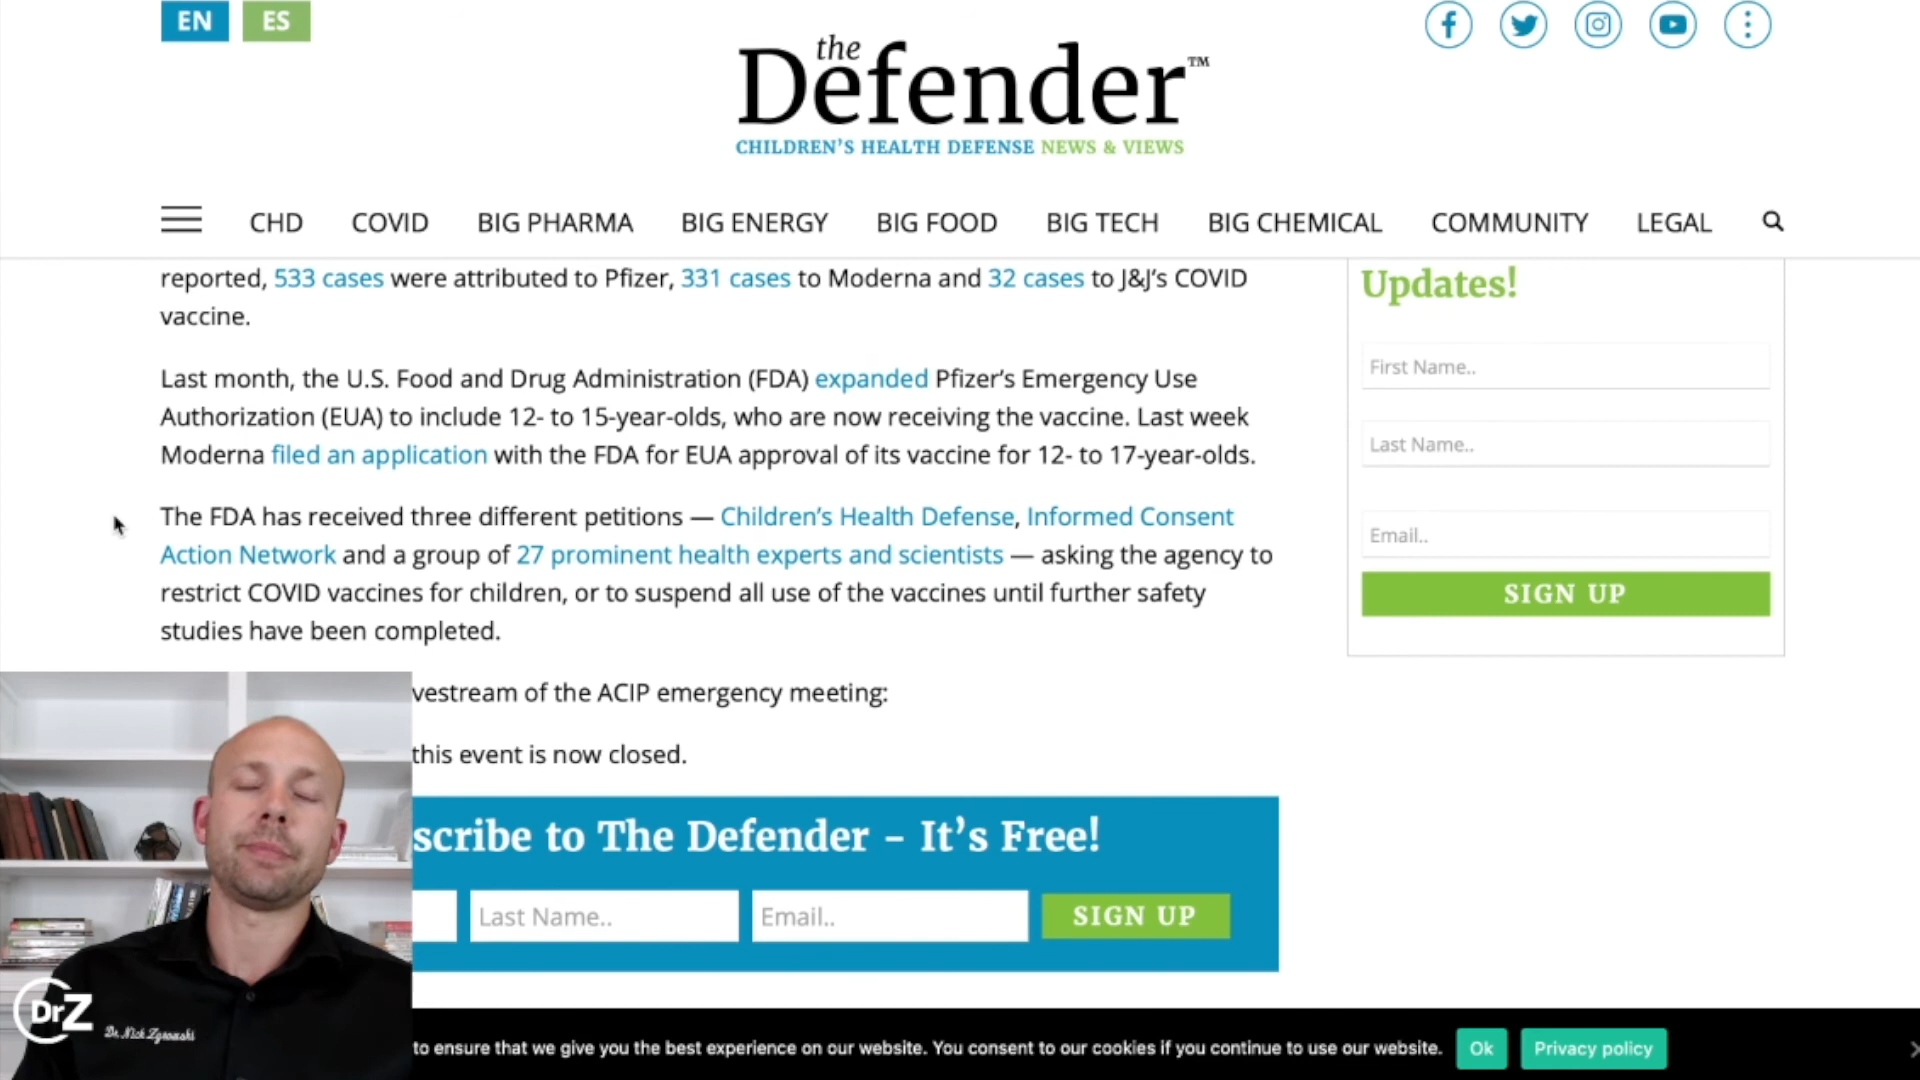 EN
ES
the
Defender™
CHILDREN'S HEALTH DEFENSE NEWS & VIEWS
CHD
COVID
BIG PHARMA
BIG ENERGY
BIG FOOD
BIG TECH
BIG CHEMICAL
COMMUNITY
LEGAL
reported, 533 cases were attributed to Pfizer, 331 cases to Moderna and 32 cases to J&J's COVID
vaccine.
Last month, the U.S. Food and Drug Administration (FDA) expanded Pfizer's Emergency Use
Authorization (EUA) to include 12- to 15-year-olds, who are now receiving the vaccine. Last week
Moderna filed an application with the FDA for EUA approval of its vaccine for 12- to 17-year-olds.
The FDA has received three different petitions — Children's Health Defense, Informed Consent
Action Network and a group of 27 prominent health experts and scientists — asking the agency to
restrict COVID vaccines for children, or to suspend all use of the vaccines until further safety
studies have been completed.
vestream of the ACIP emergency meeting:
this event is now closed.
scribe to The Defender – It's Free!
Last Name..
Email..
SIGN UP
Updates!
First Name..
Last Name..
Email..
SIGN UP
DrZ
Dr. Nick Zyrowski
to ensure that we give you the best experience on our website. You consent to our cookies if you continue to use our website.
Ok
Privacy policy